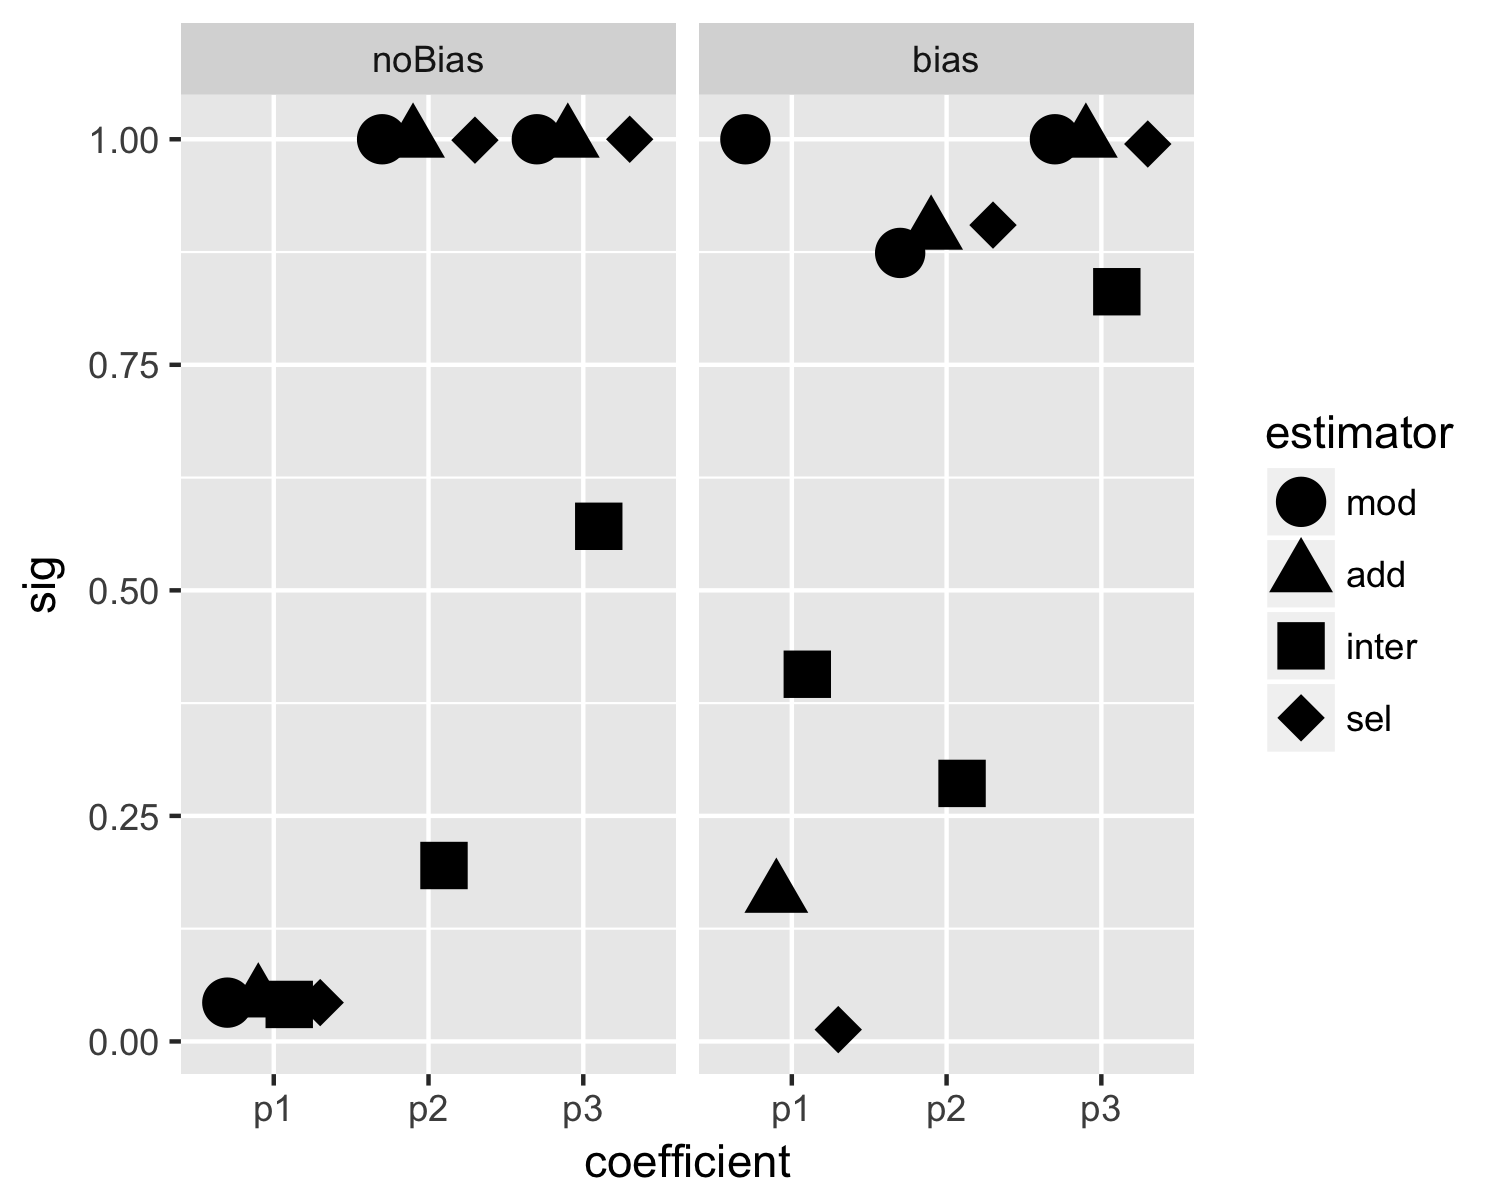 noBias
bias
1.00
0.75
0.50
0.25
0.00
sig
p1 p2 p3
p1 p2 p3
coefficient
estimator
mod
add
inter
sel